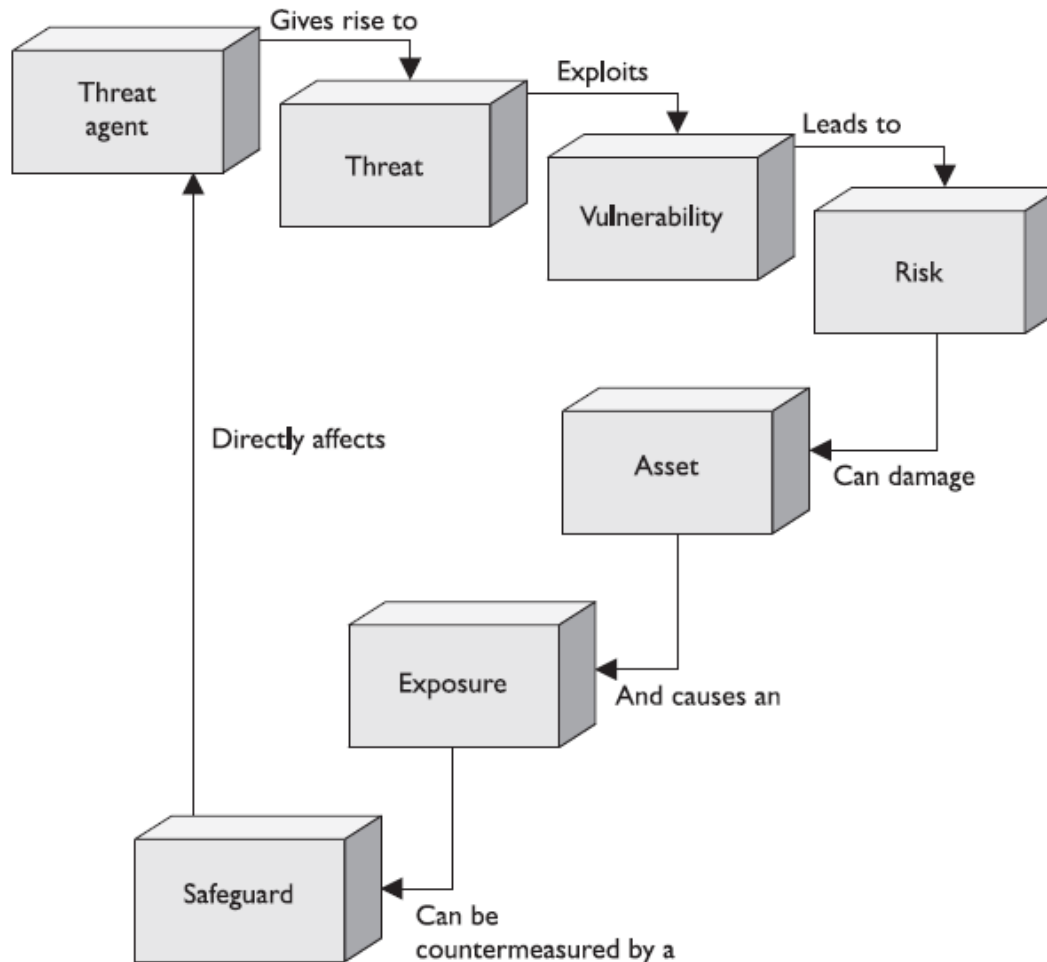 Gives rise to
Threat
agent
Exploits
Threat
Leads to
Vulnerability
Risk
Directly affects
Asset
Can damage
Exposure
And causes an
Safeguard
Can be
countermeasured by a